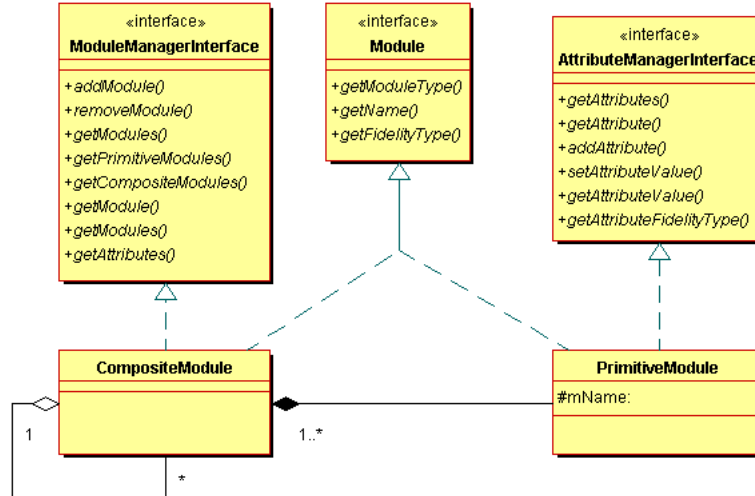 «interface»
ModuleManagerInterface
+addModule()
+removeModule()
+getModules()
+getPrimitiveModules()
+getCompositeModules()
+getModule()
+getModules()
+getAttributes()
«interface»
Module
+getModuleType()
+getName()
+getFidelityType()
«interface»
AttributeManagerInterface
+getAttributes()
+getAttribute()
+addAttribute()
+setAttributeValue()
+getAttributeValue()
+getAttributeFidelityType()
CompositeModule
PrimitiveModule
#mName:
1
1..*
*